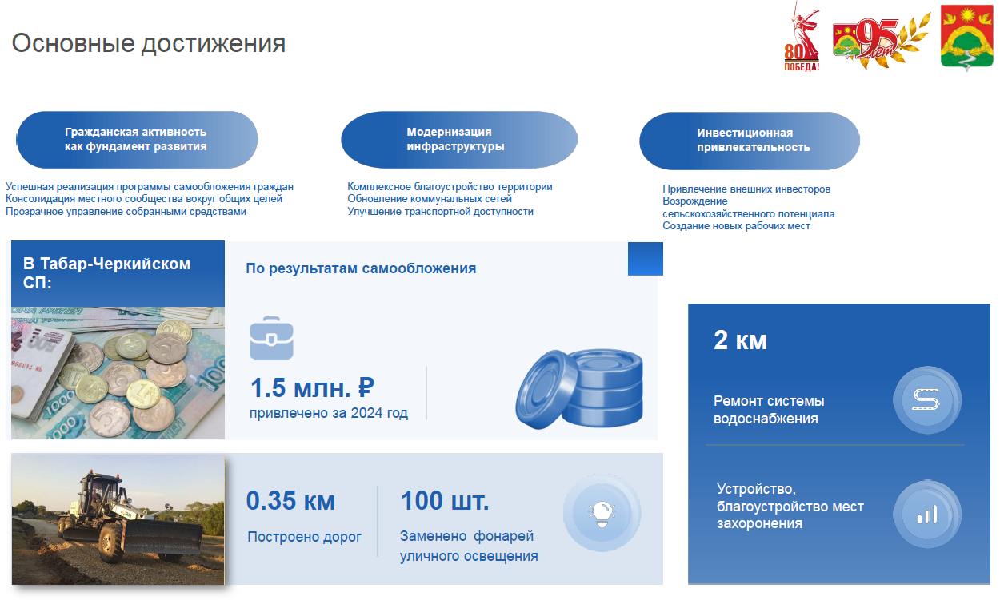 Основные достижения
80
ПОБЕДА!
95
лет
Гражданская активность
как фундамент развития
Модернизация
инфраструктуры
Инвестиционная
привлекательность
Успешная реализация программы самообложения граждан
Консолидация местного сообщества вокруг общих целей
Прозрачное управление собранными средствами
Комплексное благоустройство территории
Обновление коммунальных сетей
Улучшение транспортной доступности
Привлечение внешних инвесторов
Возрождение
сельскохозяйственного потенциала
Создание новых рабочих мест
В Табар-Черкийском
СП:
По результатам самообложения
1.5 млн. ₽
привлечено за 2024 год
0.35 км
Построено дорог
100 шт.
Заменено фонарей
уличного освещения
2 км
Ремонт системы
водоснабжения
Устройство,
благоустройство мест
захоронения